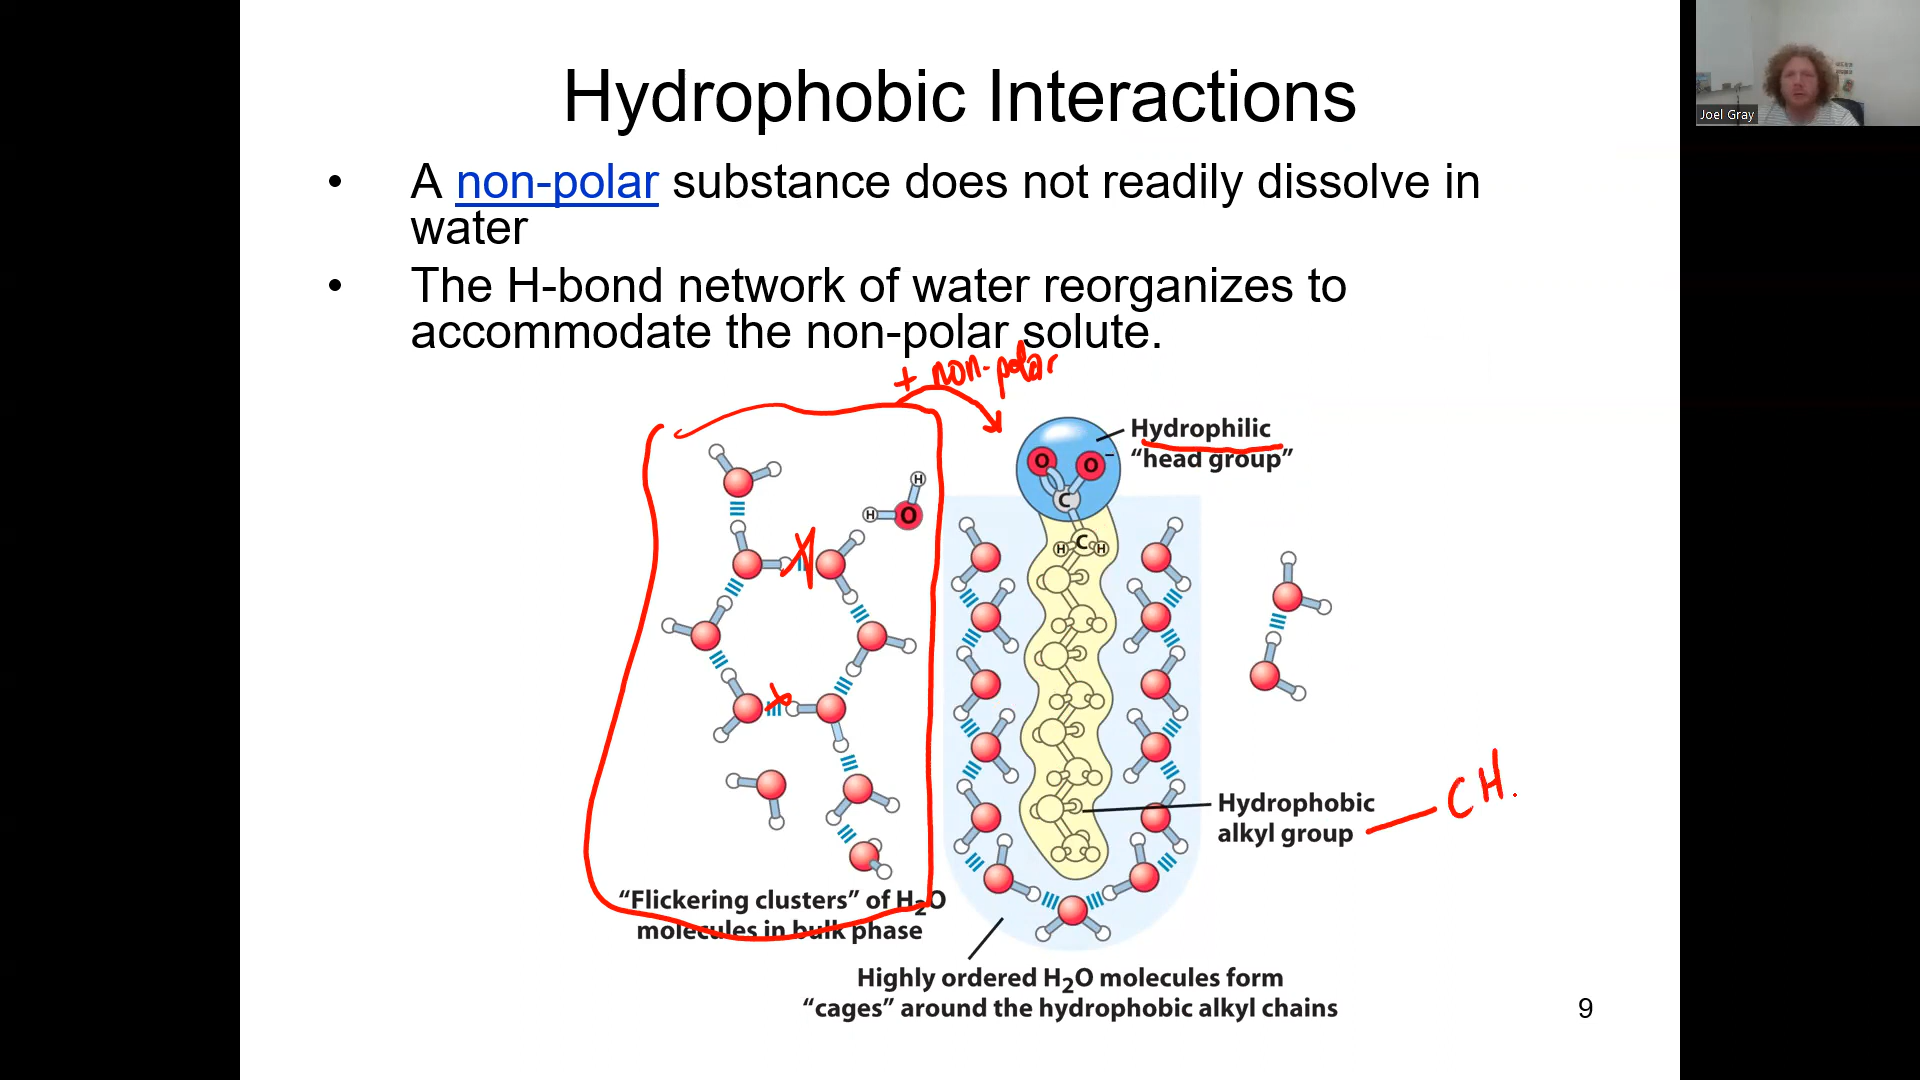 Hydrophobic Interactions
• A non-polar substance does not readily dissolve in
water
• The H-bond network of water reorganizes to
accommodate the non-polar solute.
+ non-polar
Hydrophilic
“head group”
O O−
C
H C H
H
H O
Hydrophobic
alkyl group
CH.
“Flickering clusters” of H₂O
molecules in bulk phase
Highly ordered H₂O molecules form
“cages” around the hydrophobic alkyl chains
9
Joel Gray